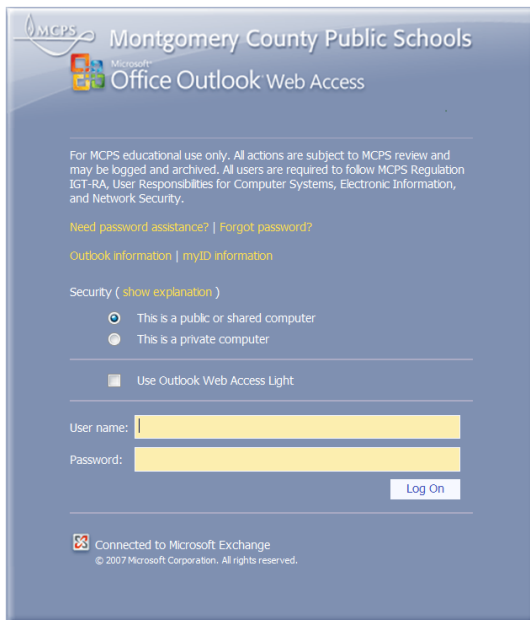 MCPS
Montgomery County Public Schools
Microsoft®
Office Outlook Web Access
For MCPS educational use only. All actions are subject to MCPS review and
may be logged and archived. All users are required to follow MCPS Regulation
IGT-RA, User Responsibilities for Computer Systems, Electronic Information,
and Network Security.
Need password assistance? | Forgot password?
Outlook information | myID information
Security ( show explanation )
This is a public or shared computer
This is a private computer
Use Outlook Web Access Light
User name:
Password:
Log On
Connected to Microsoft Exchange
© 2007 Microsoft Corporation. All rights reserved.